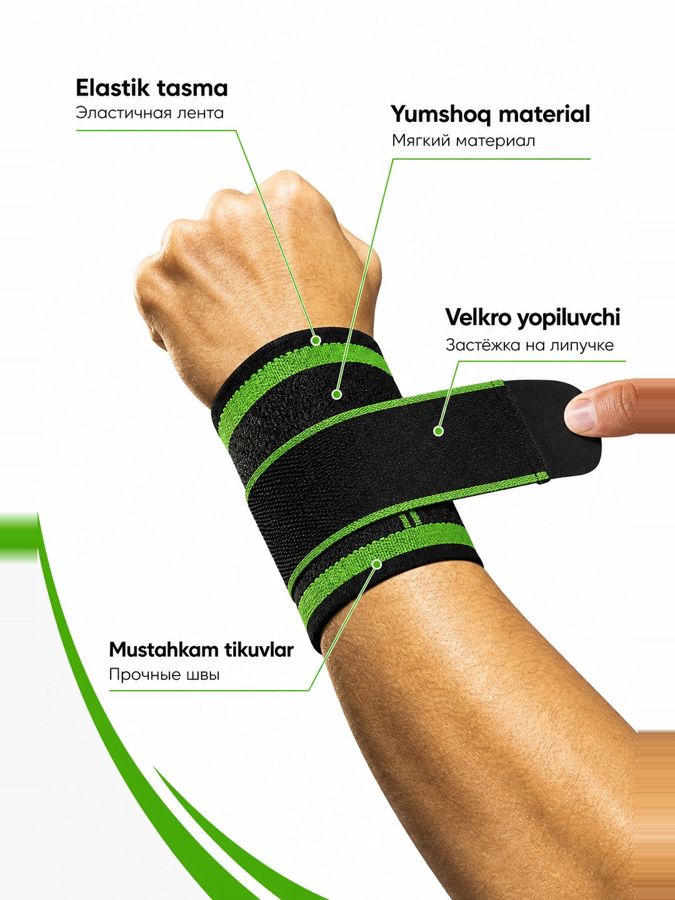 Elastik tasma
Эластичная лента
Yumshoq material
Мягкий материал
Velkro yopiluvchi
Застёжка на липучке
Mustahkam tikuvlar
Прочные швы